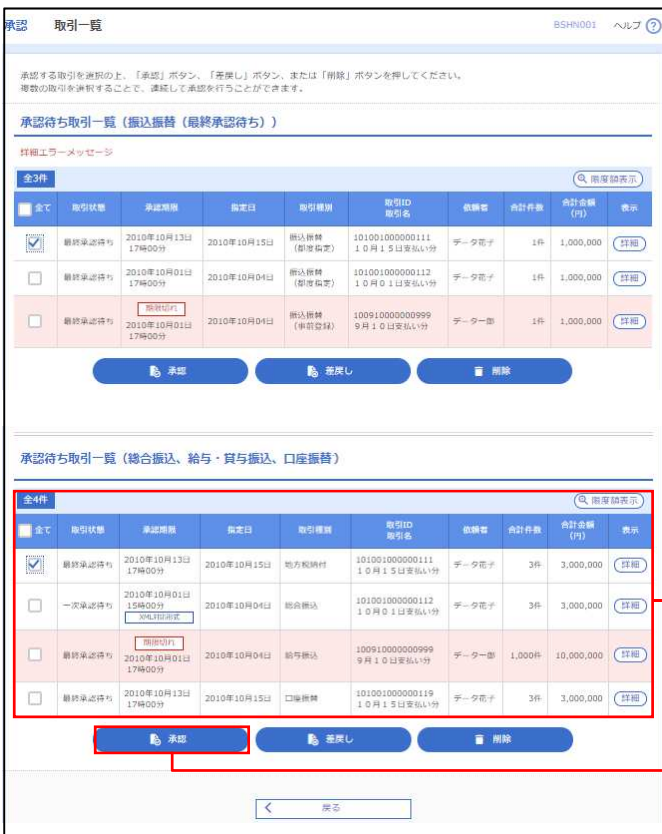 承認 取引一覧 BSHN001 ヘルプ ?
承認する取引を選択の上、「承認」ボタン、「差戻し」ボタン、または「削除」ボタンを押してください。
複数の取引を選択することで、連続して承認を行うことができます。
承認待ち取引一覧（振込振替（最終承認待ち））
詳細エラーメッセージ
全3件 限度額表示
全て 取引状態 承認期限 指定日 取引種別 取引ID 取引名 依頼者 合計件数 合計金額(円) 表示
最終承認待ち 2010年10月13日 17時00分 2010年10月15日 振込振替（都度指定） 101001000000111 １０月１５日支払い分 データ花子 1件 1,000,000 詳細
最終承認待ち 2010年10月01日 17時00分 2010年10月04日 振込振替（都度指定） 101001000000112 １０月０１日支払い分 データ花子 1件 1,000,000 詳細
最終承認待ち 期限切れ 2010年10月01日 17時00分 2010年10月04日 振込振替（事前登録） 100910000000999 ９月１０日支払い分 データ一郎 1件 1,000,000 詳細
承認 差戻し 削除
承認待ち取引一覧（総合振込、給与・賞与振込、口座振替）
全4件 限度額表示
全て 取引状態 承認期限 指定日 取引種別 取引ID 取引名 依頼者 合計件数 合計金額(円) 表示
最終承認待ち 2010年10月13日 17時00分 2010年10月15日 地方税納付 101001000000111 １０月１５日支払い分 データ花子 3件 3,000,000 詳細
一次承認待ち 2010年10月01日 15時00分 2010年10月04日 総合振込 101001000000112 １０月０１日支払い分 データ花子 3件 3,000,000 詳細
最終承認待ち 期限切れ 2010年10月01日 17時00分 2010年10月04日 給与振込 100910000000999 ９月１０日支払い分 データ一郎 1,000件 10,000,000 詳細
最終承認待ち 2010年10月13日 17時00分 2010年10月15日 口座振替 101001000000119 １０月１５日支払い分 データ花子 3件 3,000,000 詳細
承認 差戻し 削除
戻る